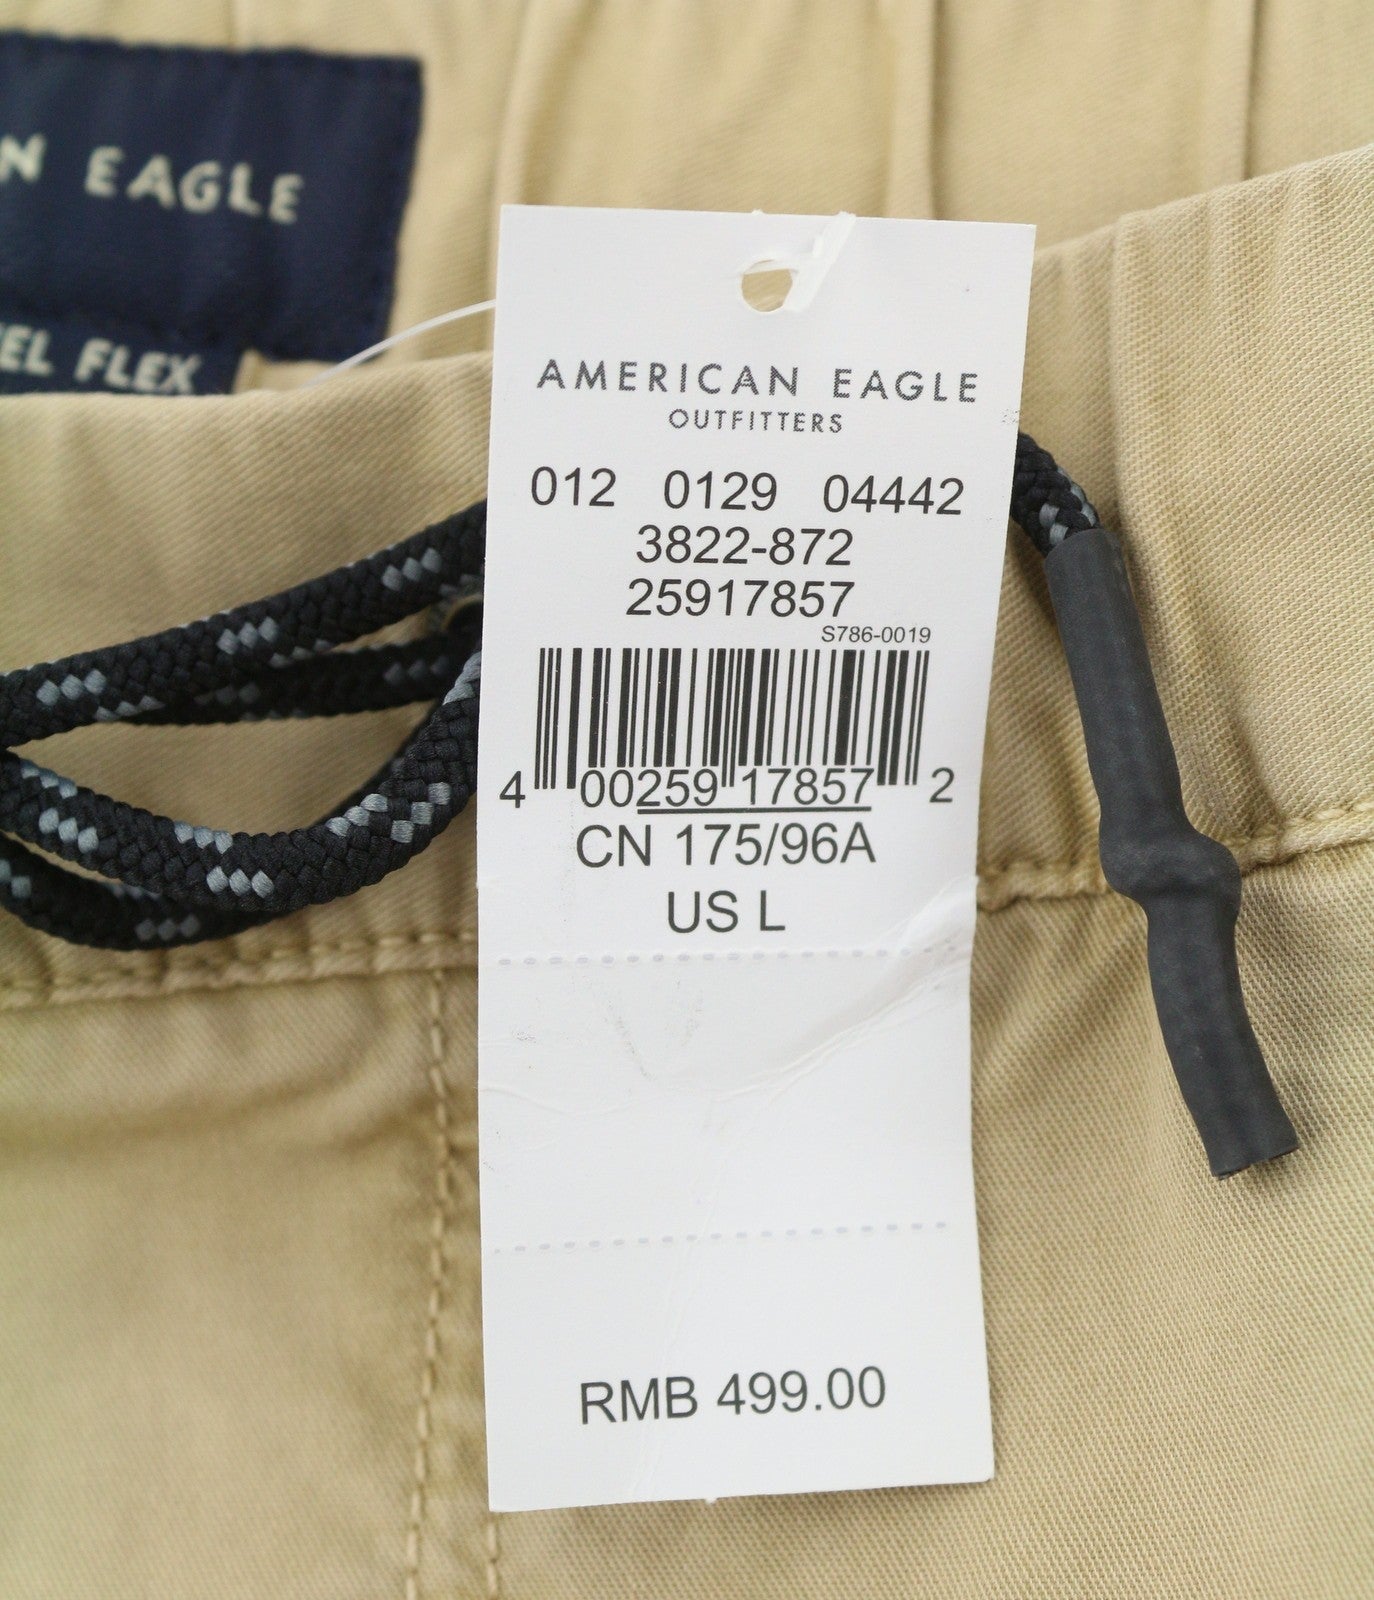 N EAGLE
EL FLEX
AMERICAN EAGLE
OUTFITTERS
012 0129 04442
3822-872
25917857
S786-0019
4 00259 17857 2
CN 175/96A
US L
RMB 499.00